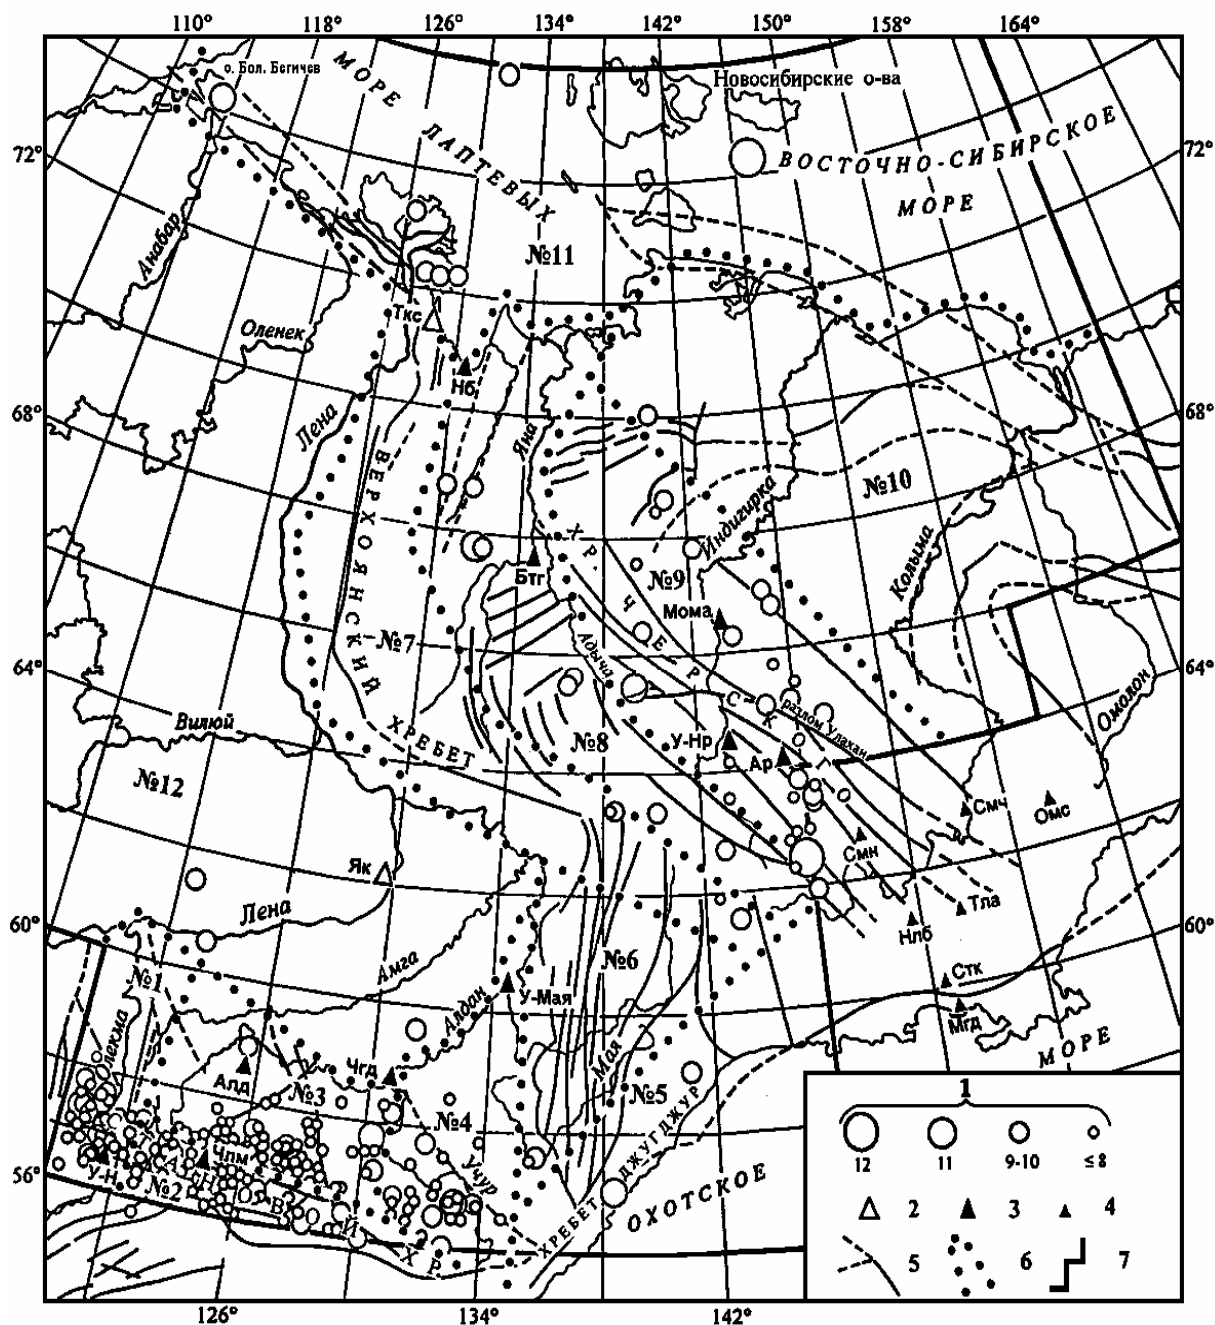 110° 118° 126° 134° 142° 150° 158° 164°
о. Бол. Бегичев
МОРЕ ЛАПТЕВЫХ
Новосибирские о-ва
ВОСТОЧНО-СИБИРСКОЕ
МОРЕ
72° 72°
Анабар
№11
Оленек
Ткс
Нб
68° 68°
Лена
Яна
ВЕРХОЯНСКИЙ
ХРЕБЕТ
№10
Индигирка
Колыма
ХР. ЧЕРСКОГО
Бтг
№9
Мома
№7
Адыча
64° 64°
Омолон
разлом Улахан
Вилюй
№8
У-Нр
Ар
№12
Смч
Омс
Смн
Як
Лена
Тла
Нлб
60° 60°
Амга
№6
Стк
№1
Алдан
У-Мая
Мгд
Олекма
Мая
МОРЕ
Чгд
Алд
№3
№5
№4
ДЖУГДЖУР
Члм
Учур
56°
У-Н
№2
СТАНОВОЙ ХР.
ХРЕБЕТ
ОХОТСКОЕ
1
12 11 9-10 ≤8
2 3 4
5 6 7
126° 134° 142°